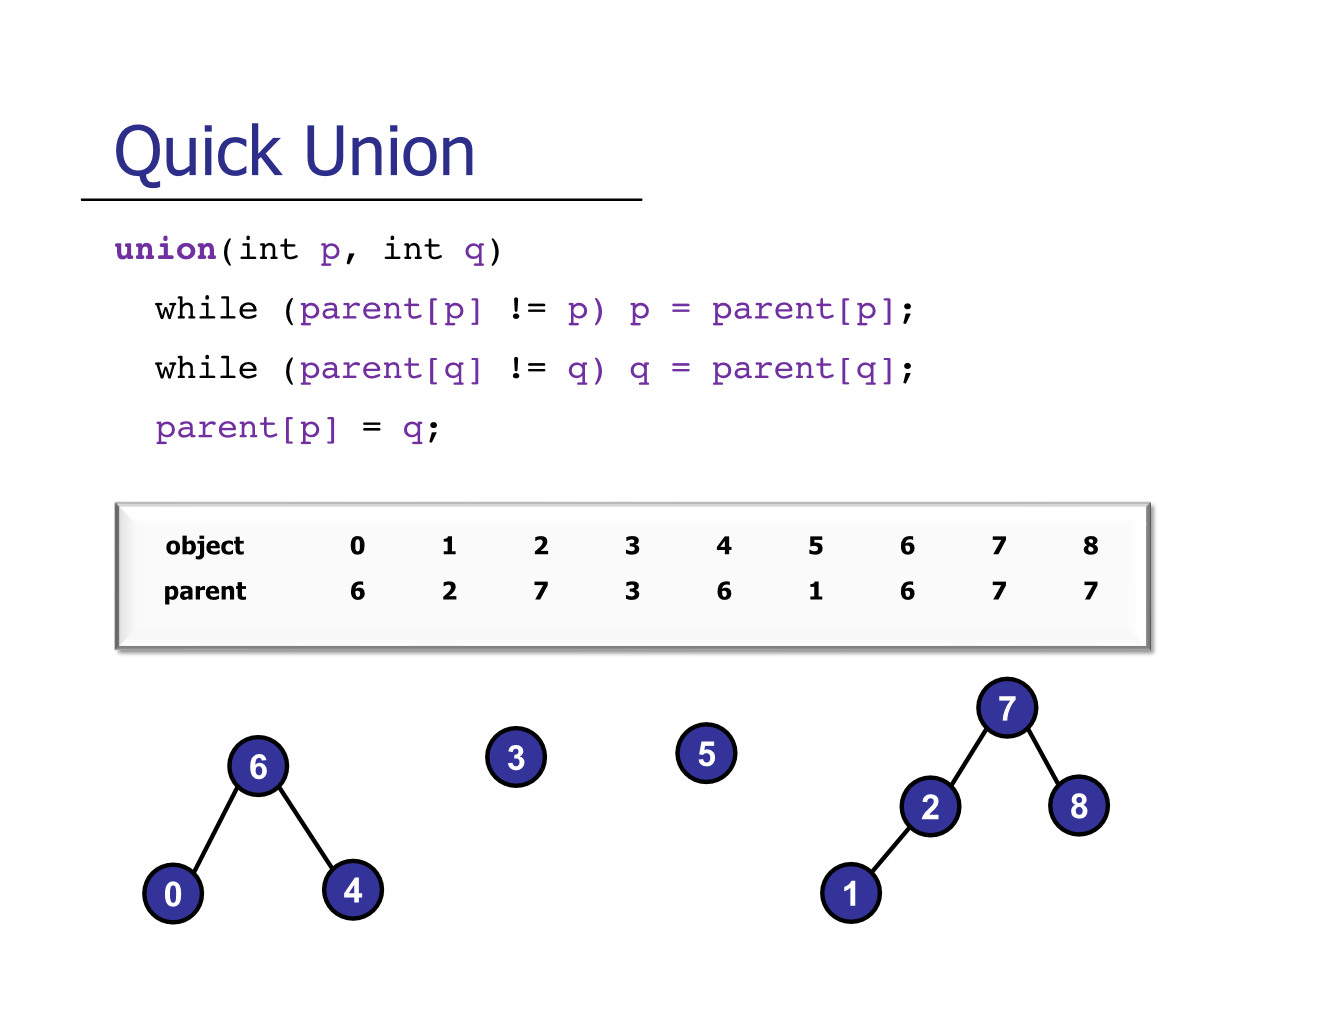 Quick Union
union(int p, int q)
while (parent[p] != p) p = parent[p];
while (parent[q] != q) q = parent[q];
parent[p] = q;
object 0 1 2 3 4 5 6 7 8
parent 6 2 7 3 6 1 6 7 7
7
6 3 5
2 8
0 4 1